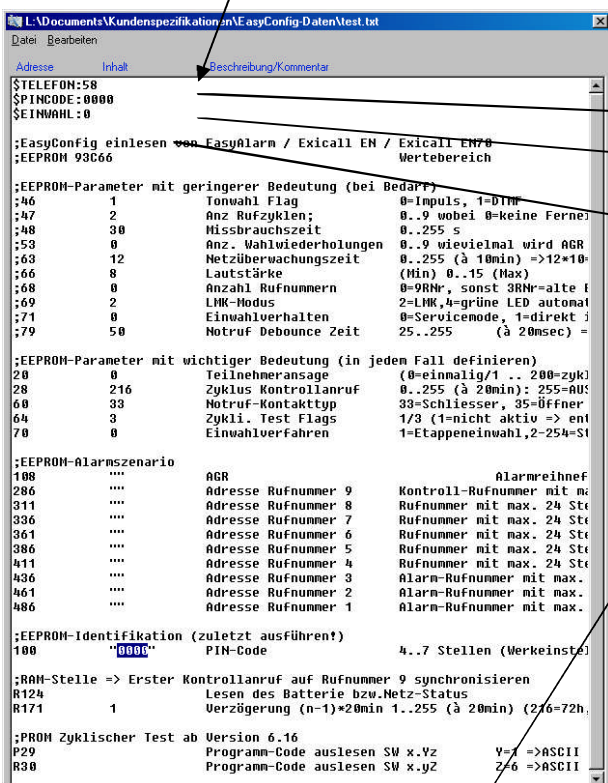 L:\Documents\Kundenspezifikationen\EasyConfig-Daten\test.txt
Datei Bearbeiten
Adresse Inhalt Beschreibung/Kommentar
$TELEFON:58
$PINCODE:0000
$EINWAHL:0
;EasyConfig einlesen von EasyAlarm / Exicall EN / Exicall EN70
;EEPROM 93C66 Wertebereich
;EEPROM-Parameter mit geringerer Bedeutung (bei Bedarf)
;46 1 Tonwahl Flag 0=Impuls, 1=DTMF
;47 2 Anz Rufzyklen; 0..9 wobei 0=keine Fernei
;48 30 Missbrauchszeit 0..255 s
;53 0 Anz. Wahlwiederholungen 0..9 wievielmal wird AGR
;63 12 Netzüberwachungszeit 0..255 (à 10min) =>12*10=
;66 8 Lautstärke (Min) 0..15 (Max)
;68 0 Anzahl Rufnummern 0=9RNr, sonst 3RNr=alte E
;69 2 LMK-Modus 2=LMK,4=grüne LED automat
;71 0 Einwahlverhalten 0=Servicemode, 1=direkt i
;79 50 Notruf Debounce Zeit 25..255 (à 20msec) =
;EEPROM-Parameter mit wichtiger Bedeutung (in jedem Fall definieren)
20 0 Teilnehmeransage (0=einmalig/1 .. 200=zykl
28 216 Zyklus Kontrollanruf 0..255 (à 20min): 255=AUS
60 33 Notruf-Kontakttyp 33=Schliesser, 35=Öffner
64 3 Zykli. Test Flags 1/3 (1=nicht aktiv => ent
70 0 Einwahlverfahren 1=Etappeneinwahl,2-254=St
;EEPROM-Alarmszenario
108 "" AGR Alarmreihnef
286 "" Adresse Rufnummer 9 Kontroll-Rufnummer mit ma
311 "" Adresse Rufnummer 8 Rufnummer mit max. 24 Ste
336 "" Adresse Rufnummer 7 Rufnummer mit max. 24 Ste
361 "" Adresse Rufnummer 6 Rufnummer mit max. 24 Ste
386 "" Adresse Rufnummer 5 Rufnummer mit max. 24 Ste
411 "" Adresse Rufnummer 4 Rufnummer mit max. 24 Ste
436 "" Adresse Rufnummer 3 Alarm-Rufnummer mit max.
461 "" Adresse Rufnummer 2 Alarm-Rufnummer mit max.
486 "" Adresse Rufnummer 1 Alarm-Rufnummer mit max.
;EEPROM-Identifikation (zuletzt ausführen!)
100 "0000" PIN-Code 4..7 Stellen (Werkeinstel
;RAM-Stelle => Erster Kontrollanruf auf Rufnummer 9 synchronisieren
R124 Lesen des Batterie bzw.Netz-Status
R171 1 Verzögerung (n-1)*20min 1..255 (à 20min) (216=72h,
;PROM Zyklischer Test ab Version 6.16
P29 Programm-Code auslesen SW x.Yz Y=1 =>ASCII
R30 Programm-Code auslesen SW x.yZ Z=6 =>ASCII